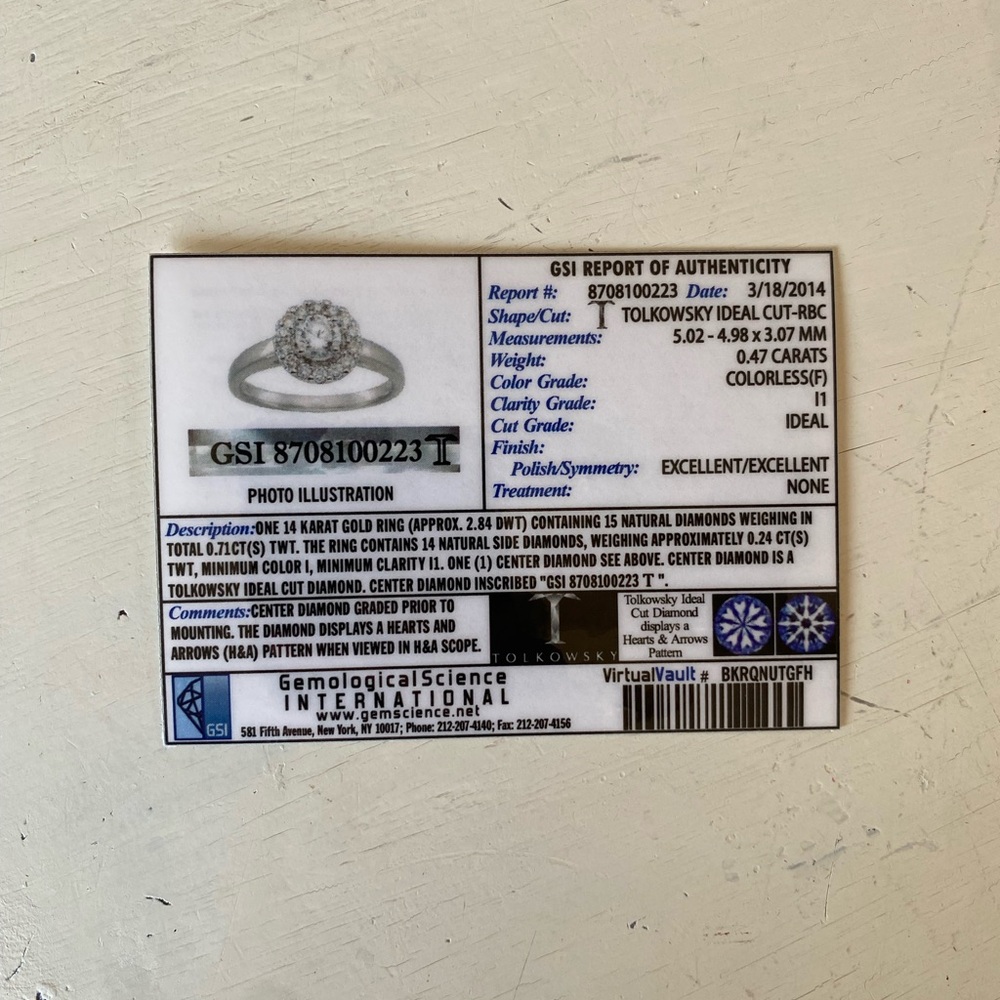 GSI 8708100223 T
PHOTO ILLUSTRATION
GSI REPORT OF AUTHENTICITY
Report #: 8708100223 Date: 3/18/2014
Shape/Cut: T TOLKOWSKY IDEAL CUT-RBC
Measurements: 5.02 - 4.98 x 3.07 MM
Weight: 0.47 CARATS
Color Grade: COLORLESS(F)
Clarity Grade: I1
Cut Grade: IDEAL
Finish:
Polish/Symmetry: EXCELLENT/EXCELLENT
Treatment: NONE
Description:ONE 14 KARAT GOLD RING (APPROX. 2.84 DWT) CONTAINING 15 NATURAL DIAMONDS WEIGHING IN
TOTAL 0.71CT(S) TWT. THE RING CONTAINS 14 NATURAL SIDE DIAMONDS, WEIGHING APPROXIMATELY 0.24 CT(S)
TWT, MINIMUM COLOR I, MINIMUM CLARITY I1. ONE (1) CENTER DIAMOND SEE ABOVE. CENTER DIAMOND IS A
TOLKOWSKY IDEAL CUT DIAMOND. CENTER DIAMOND INSCRIBED "GSI 8708100223 T ".
Comments:CENTER DIAMOND GRADED PRIOR TO
MOUNTING. THE DIAMOND DISPLAYS A HEARTS AND
ARROWS (H&A) PATTERN WHEN VIEWED IN H&A SCOPE.
T
TOLKOWSKY
Tolkowsky Ideal
Cut Diamond
displays a
Hearts & Arrows
Pattern
GSI
GemologicalScience
INTERNATIONAL
www.gemscience.net
581 Fifth Avenue, New York, NY 10017; Phone: 212-207-4140; Fax: 212-207-4156
VirtualVault # BKRQNUTGFH